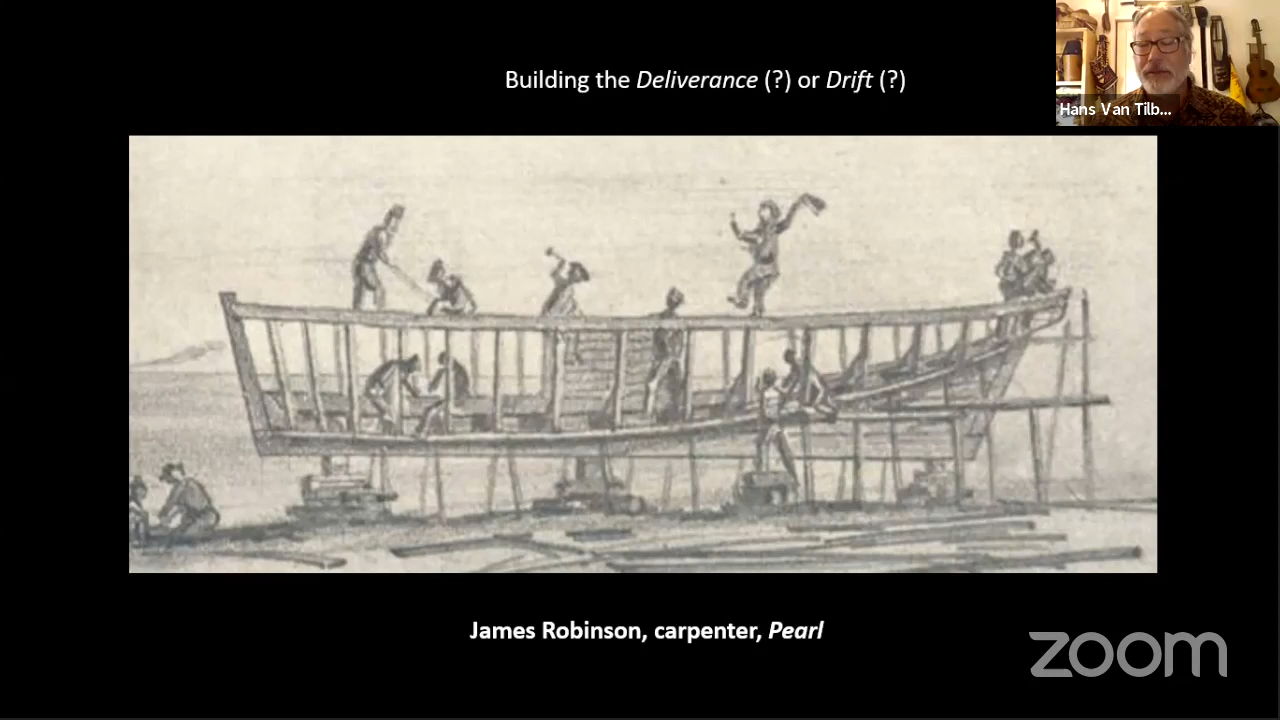 Building the Deliverance (?) or Drift (?)
Hans Van Tilb...
James Robinson, carpenter, Pearl
zoom